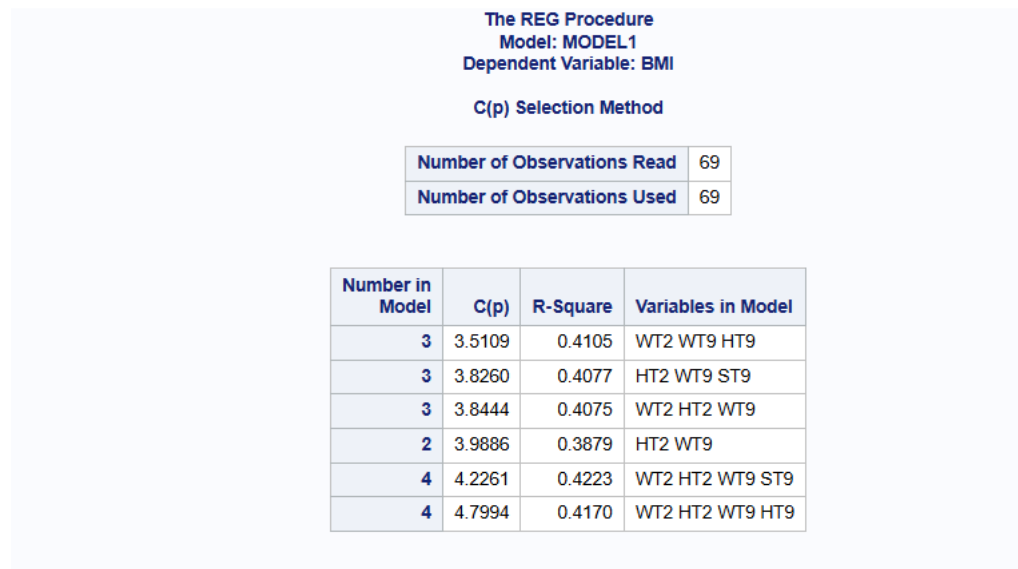 The REG Procedure
Model: MODEL1
Dependent Variable: BMI
C(p) Selection Method
Number of Observations Read 69
Number of Observations Used 69
Number in
Model C(p) R-Square Variables in Model
3 3.5109 0.4105 WT2 WT9 HT9
3 3.8260 0.4077 HT2 WT9 ST9
3 3.8444 0.4075 WT2 HT2 WT9
2 3.9886 0.3879 HT2 WT9
4 4.2261 0.4223 WT2 HT2 WT9 ST9
4 4.7994 0.4170 WT2 HT2 WT9 HT9